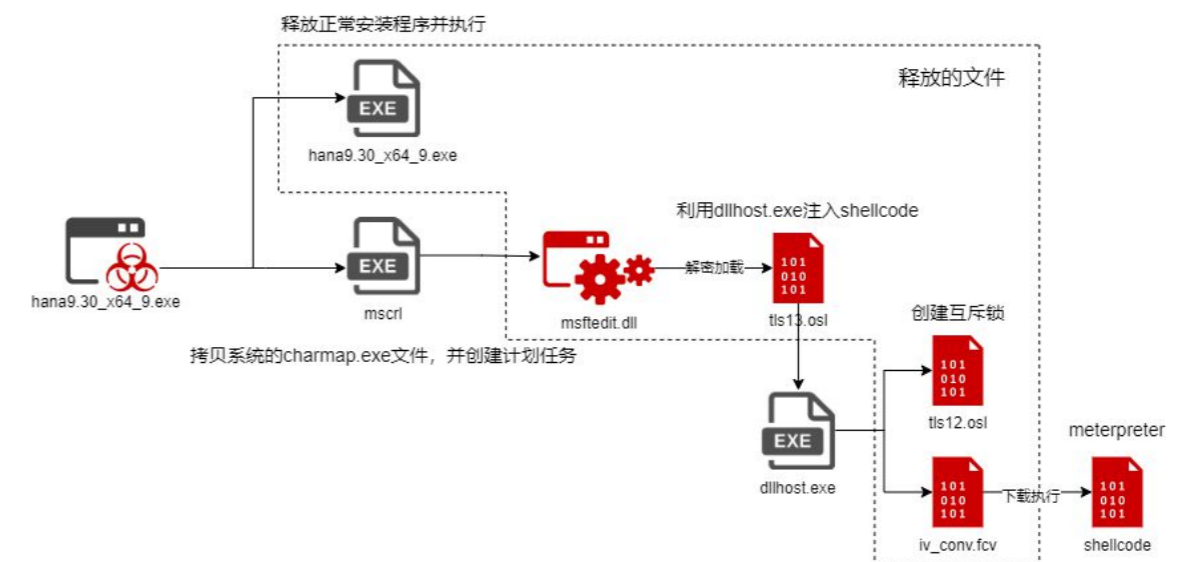 释放正常安装程序并执行
释放的文件
EXE
hana9.30_x64_9.exe
利用dllhost.exe注入shellcode
hana9.30_x64_9.exe
EXE
mscrl
msftedit.dll
解密加载
101
010
101
tls13.osl
拷贝系统的charmap.exe文件，并创建计划任务
创建互斥锁
101
010
101
tls12.osl
EXE
dllhost.exe
meterpreter
101
010
101
iv_conv.fcv
下载执行
101
010
101
shellcode